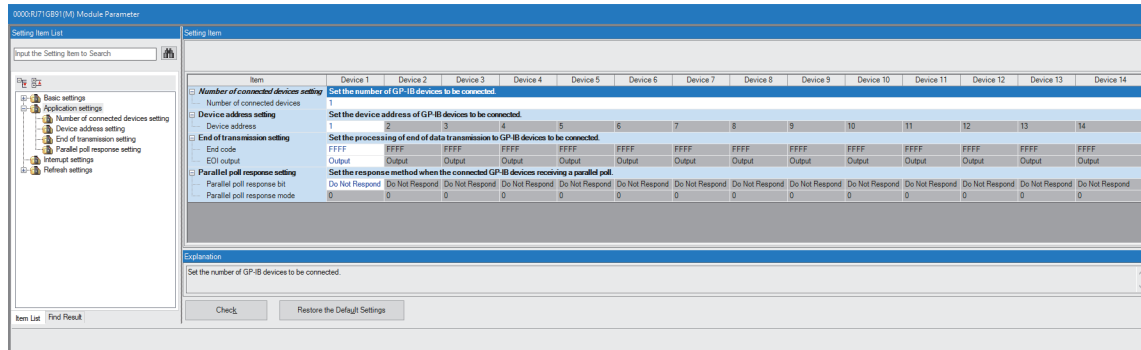 0000:RJ71GB91(M) Module Parameter
Setting Item List
Setting Item
Input the Setting Item to Search
Basic settings
Application settings
Number of connected devices setting
Device address setting
End of transmission setting
Parallel poll response setting
Interrupt settings
Refresh settings
Item List Find Result
Item Device 1 Device 2 Device 3 Device 4 Device 5 Device 6 Device 7 Device 8 Device 9 Device 10 Device 11 Device 12 Device 13 Device 14
Number of connected devices setting Set the number of GP-IB devices to be connected.
Number of connected devices 1
Device address setting Set the device address of GP-IB devices to be connected.
Device address 1 2 3 4 5 6 7 8 9 10 11 12 13 14
End of transmission setting Set the processing of end of data transmission to GP-IB devices to be connected.
End code FFFF FFFF FFFF FFFF FFFF FFFF FFFF FFFF FFFF FFFF FFFF FFFF FFFF FFFF
EOI output Output Output Output Output Output Output Output Output Output Output Output Output Output Output
Parallel poll response setting Set the response method when the connected GP-IB devices receiving a parallel poll.
Parallel poll response bit Do Not Respond Do Not Respond Do Not Respond Do Not Respond Do Not Respond Do Not Respond Do Not Respond Do Not Respond Do Not Respond Do Not Respond Do Not Respond Do Not Respond Do Not Respond Do Not Respond
Parallel poll response mode 0 0 0 0 0 0 0 0 0 0 0 0 0 0
Explanation
Set the number of GP-IB devices to be connected.
Check Restore the Default Settings